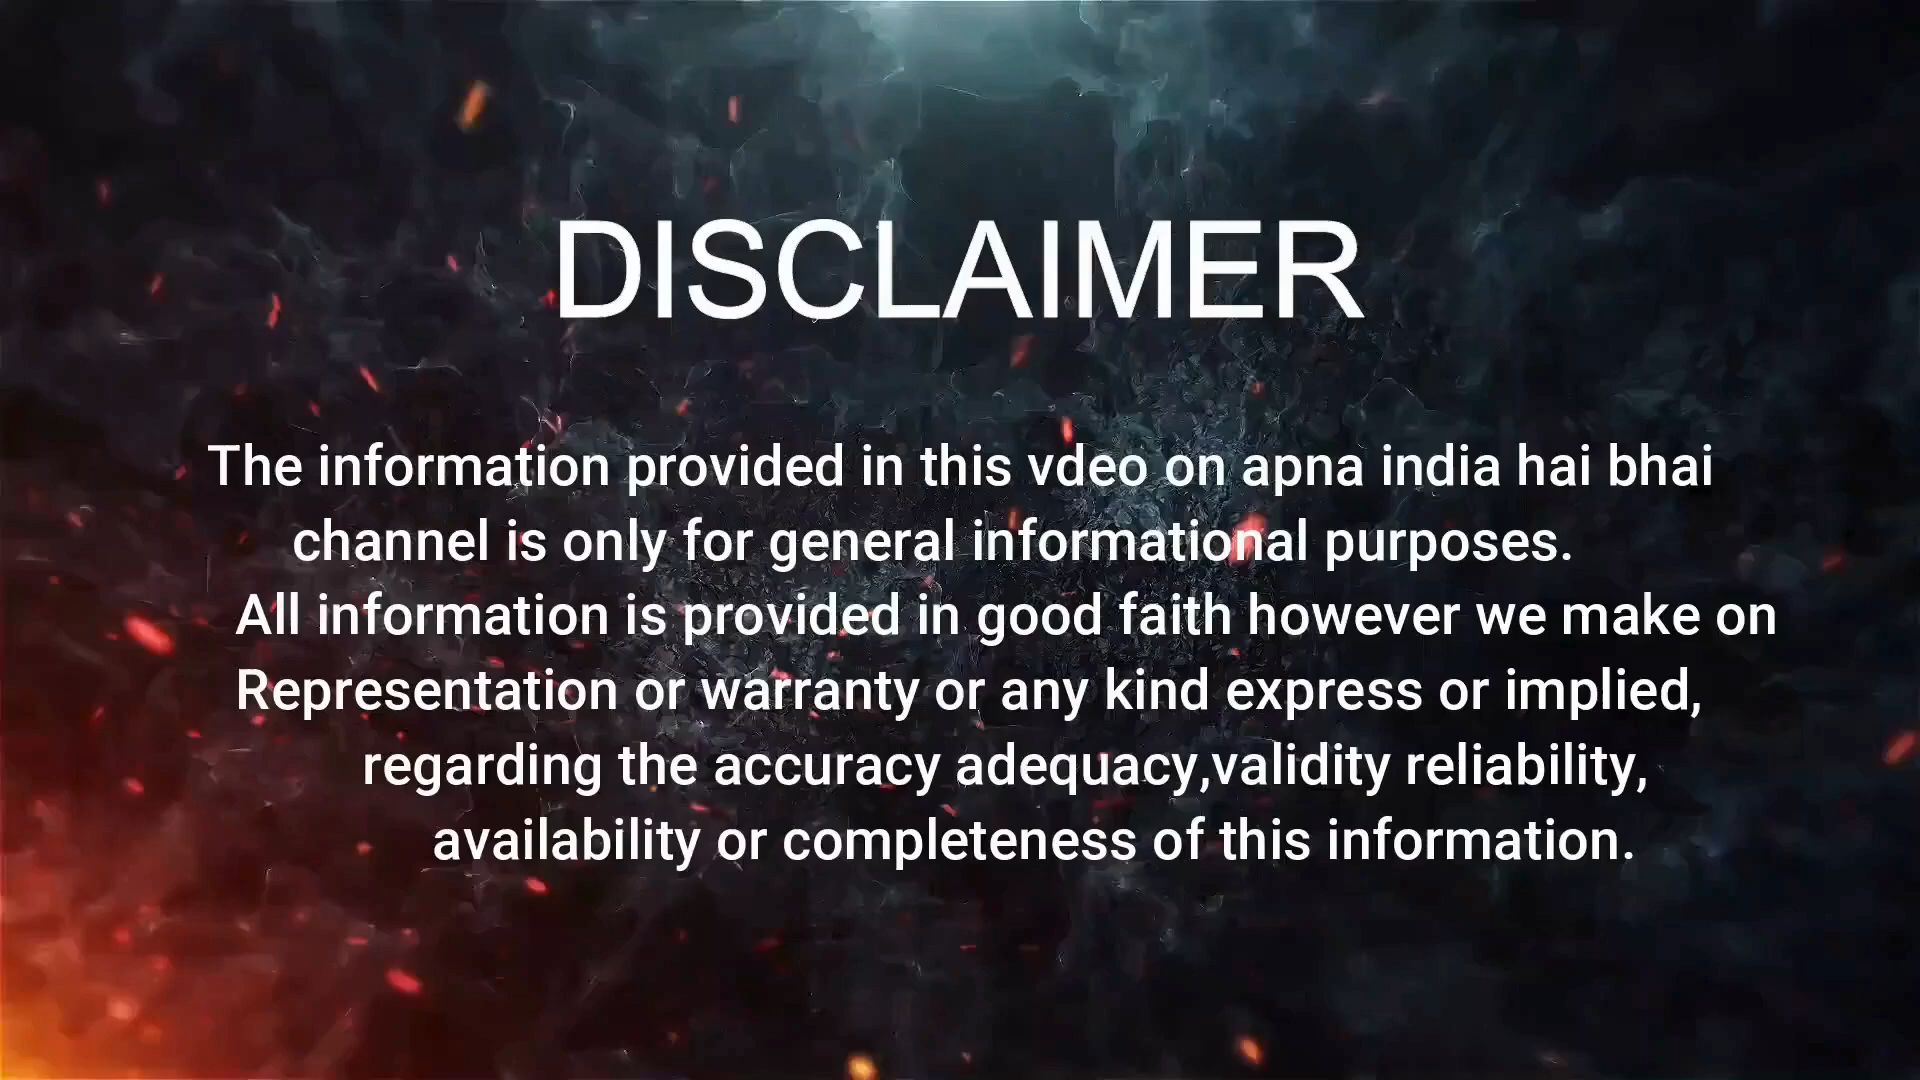 DISCLAIMER
The information provided in this vdeo on apna india hai bhai
channel is only for general informational purposes.
All information is provided in good faith however we make on
Representation or warranty or any kind express or implied,
regarding the accuracy adequacy,validity reliability,
availability or completeness of this information.